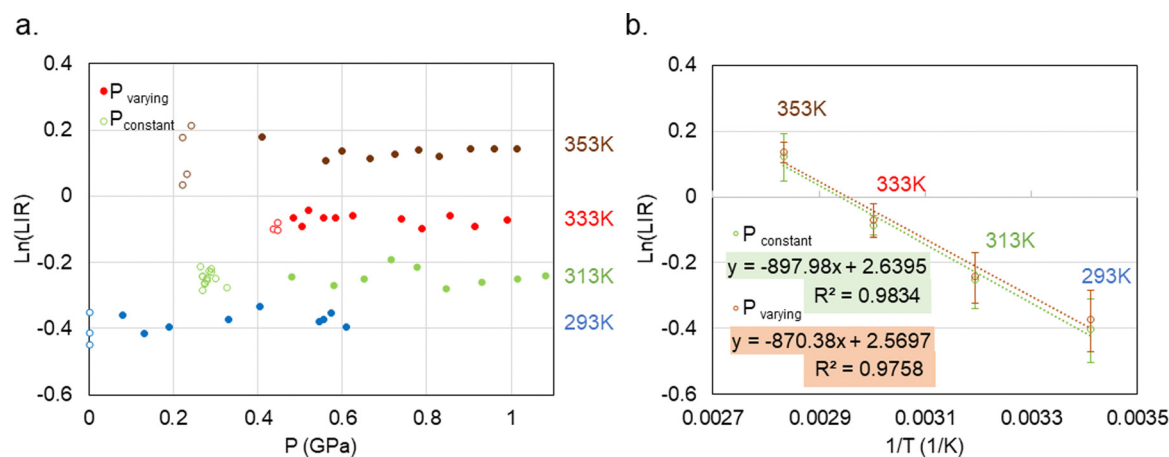 a.
Ln(LIR)
0.4
0.2
0
-0.2
-0.4
-0.6
P varying
P constant
353K
333K
313K
293K
0 0.2 0.4 0.6 0.8 1
P (GPa)
b.
Ln(LIR)
0.4
0.2
0
-0.2
-0.4
-0.6
353K
333K
313K
293K
P constant
y = -897.98x + 2.6395
R² = 0.9834
P varying
y = -870.38x + 2.5697
R² = 0.9758
0.0027 0.0029 0.0031 0.0033 0.0035
1/T (1/K)